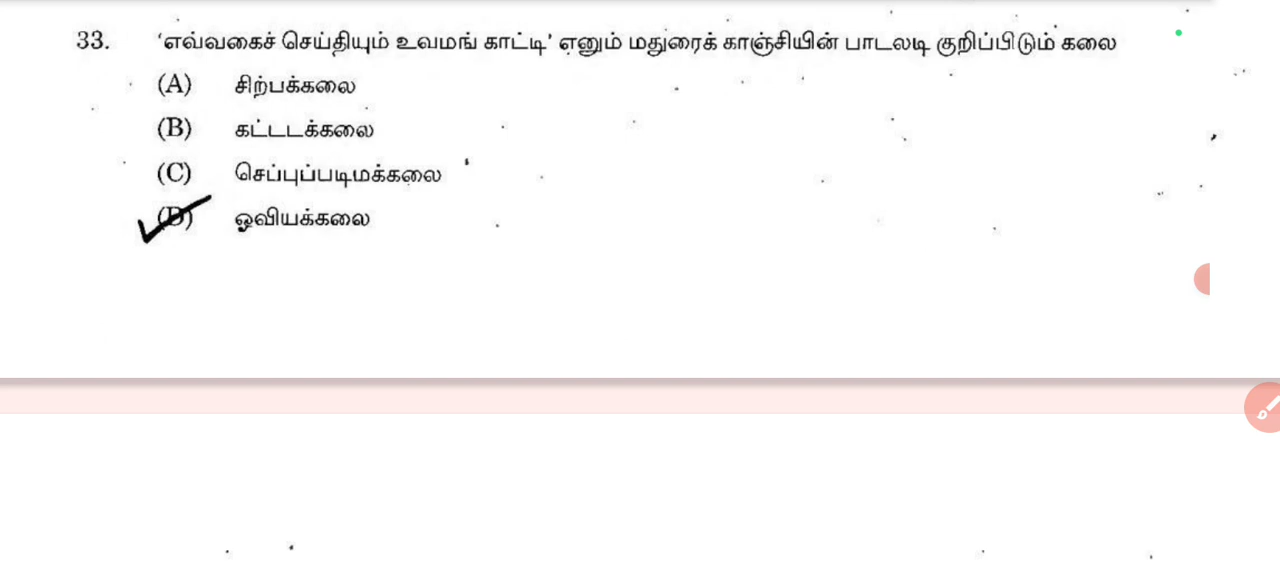 33. 'எவ்வகைச் செய்தியும் உவமங் காட்டி' எனும் மதுரைக் காஞ்சியின் பாடலடி குறிப்பிடும் கலை
(A) சிற்பக்கலை
(B) கட்டடக்கலை
(C) செப்புப்படிமக்கலை
(D) ஓவியக்கலை